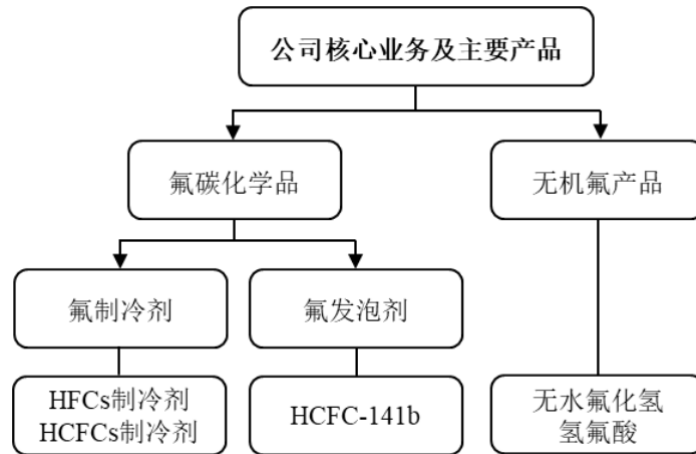 公司核心业务及主要产品
氟碳化学品
无机氟产品
氟制冷剂
氟发泡剂
HFCs制冷剂
HCFCs制冷剂
HCFC-141b
无水氟化氢
氢氟酸